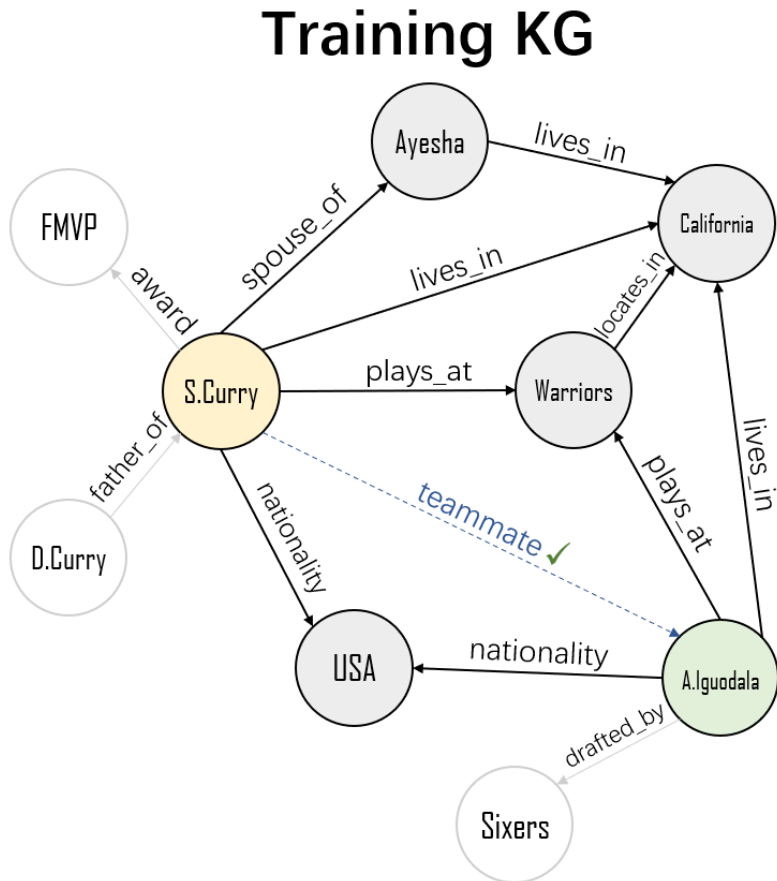 Training KG
Ayesha
lives_in
FMVP
California
spouse_of
award
lives_in
locates_in
S.Curry
plays_at
Warriors
father_of
lives_in
nationality
teammate ✓
plays_at
D.Curry
USA
nationality
A.Iguodala
drafted_by
Sixers